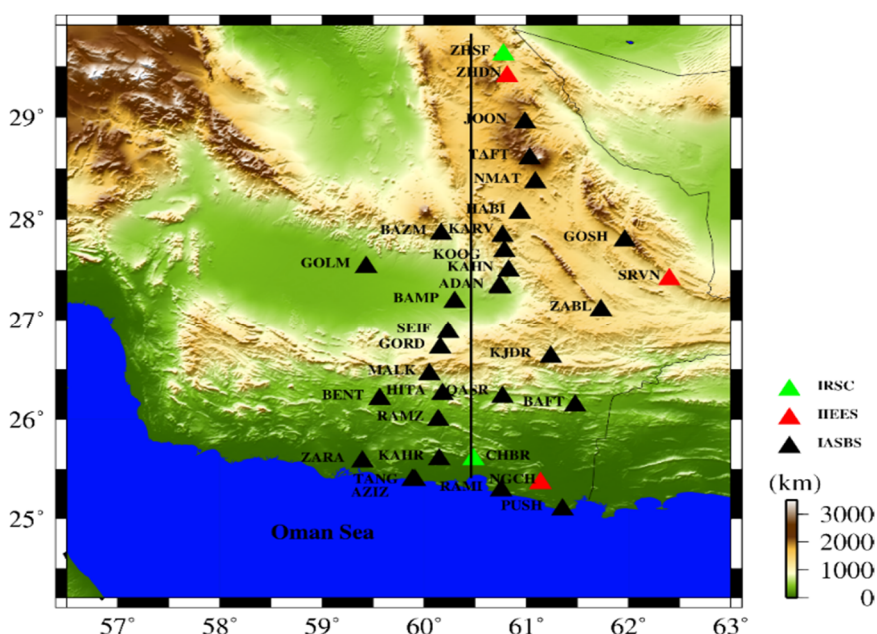 ZHSF
ZHDN
29°
JOON
TAFT
NMAT
28°
HABI
BAZM KARV
GOSH
KOOG
GOLM
KAHN
SRVN
ADAN
BAMP
ZABL
27°
SEIF
GORD
KJDR
MALK
HITA QASR
BENT
BAFT
26°
RAMZ
ZARA KAHR CHBR
TANG
RAMI NGCH
AZIZ
PUSH
25°
Oman Sea
57° 58° 59° 60° 61° 62° 63°
IRSC
IIEES
IASBS
(km)
3000
2000
1000
0